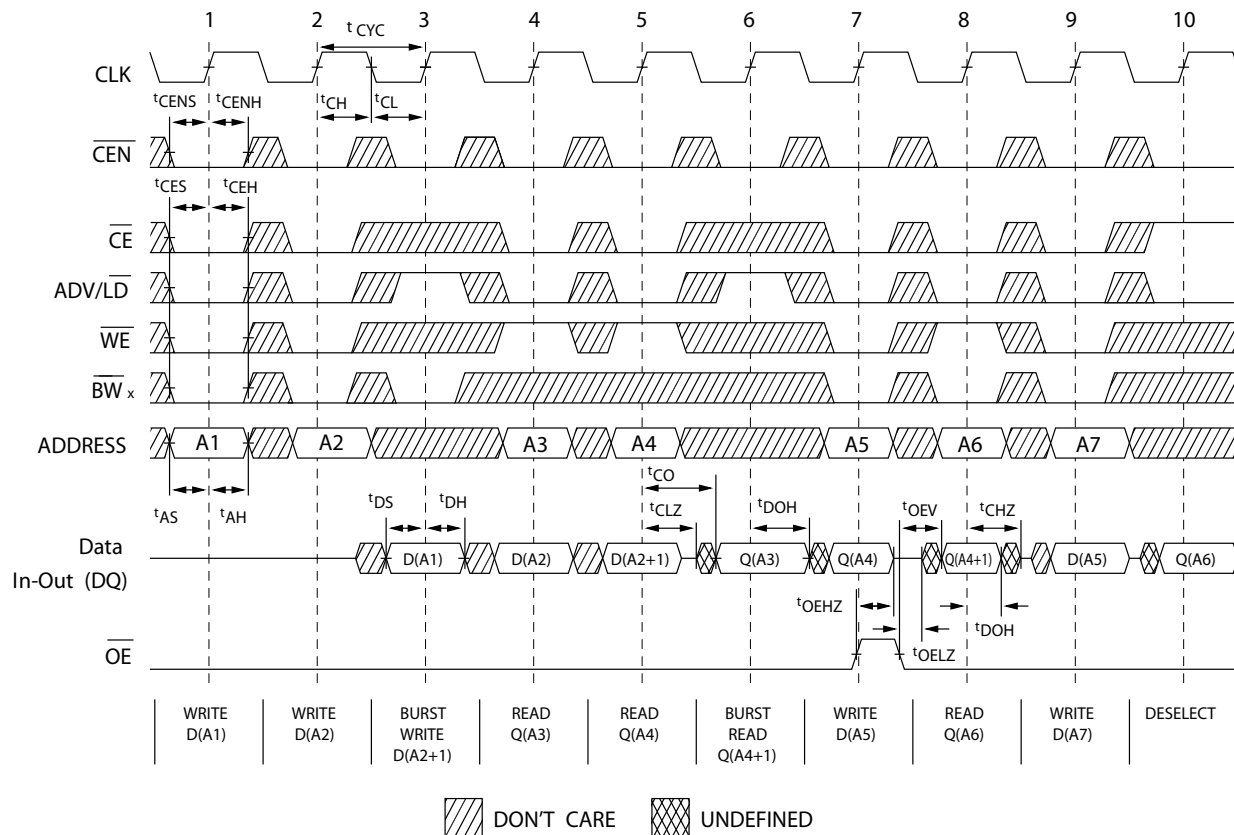 1 2 3 4 5 6 7 8 9 10
t CYC
CLK
tCENS tCENH tCH tCL
CEN
tCES tCEH
CE
ADV/LD
WE
BW x
ADDRESS A1 A2 A3 A4 A5 A6 A7
tAS tAH tDS tDH tCO tCLZ tDOH tOEV tCHZ
Data
In-Out (DQ)
D(A1) D(A2) D(A2+1) Q(A3) Q(A4) Q(A4+1) D(A5) Q(A6)
tOEHZ tDOH
tOELZ
OE
WRITE
D(A1)
WRITE
D(A2)
BURST
WRITE
D(A2+1)
READ
Q(A3)
READ
Q(A4)
BURST
READ
Q(A4+1)
WRITE
D(A5)
READ
Q(A6)
WRITE
D(A7)
DESELECT
DON'T CARE UNDEFINED